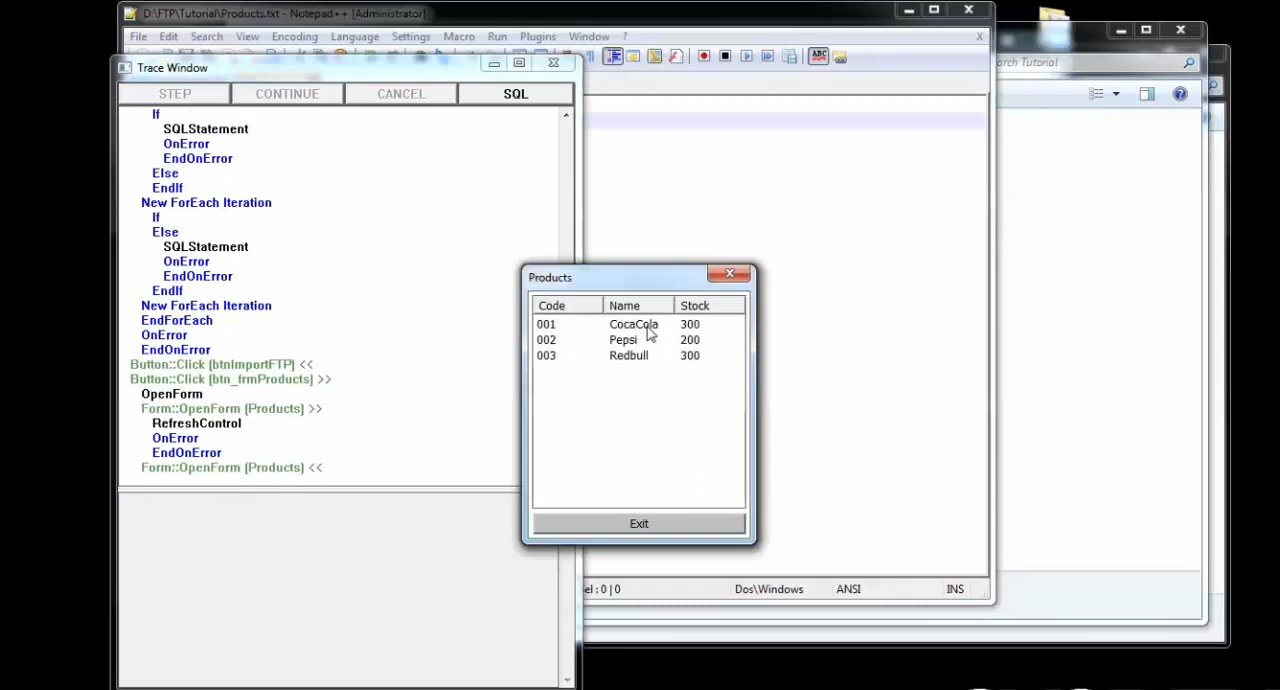 D:\FTP\Tutorial\Products.txt - Notepad++ [Administrator]
File Edit Search View Encoding Language Settings Macro Run Plugins Window ? X
ABC
Tutorial
Trace Window
STEP CONTINUE CANCEL SQL
If
SQLStatement
OnError
EndOnError
Else
EndIf
New ForEach Iteration
If
Else
SQLStatement
OnError
EndOnError
EndIf
New ForEach Iteration
EndForEach
OnError
EndOnError
Button::Click [btnImportFTP] <<
Button::Click [btn_frmProducts] >>
OpenForm
Form::OpenForm [Products] >>
RefreshControl
OnError
EndOnError
Form::OpenForm [Products] <<
Products
Code Name Stock
001 CocaCola 300
002 Pepsi 200
003 Redbull 300
Exit
el : 0 | 0 Dos\Windows ANSI INS